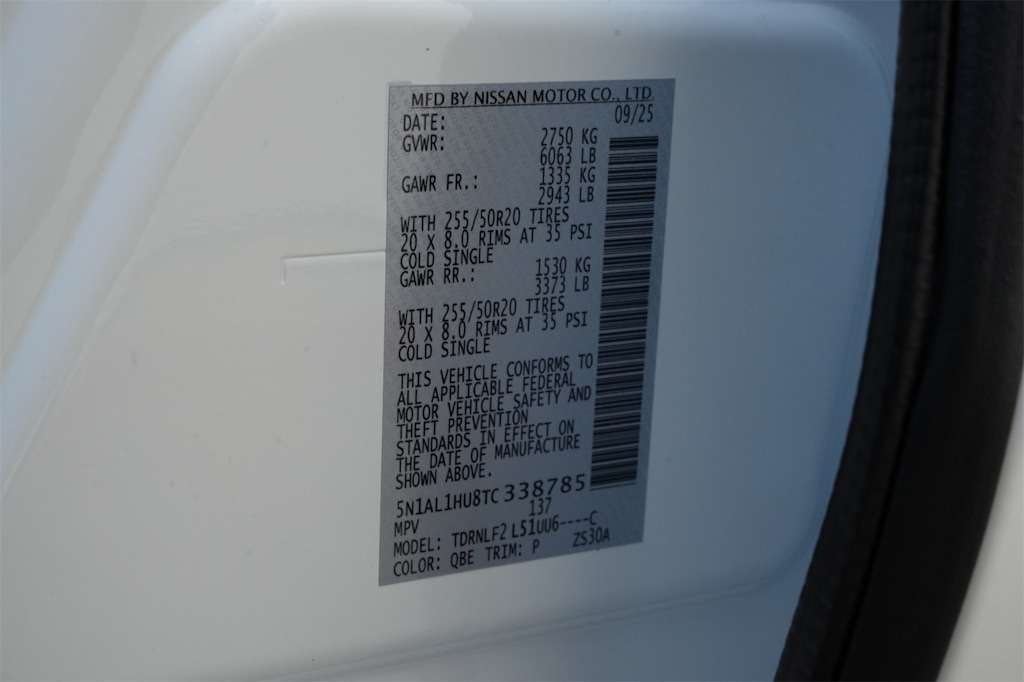 MFD BY NISSAN MOTOR CO., LTD.
DATE: 09/25
GVWR: 2750 KG
6063 LB
GAWR FR.: 1335 KG
2943 LB
WITH 255/50R20 TIRES
20 X 8.0 RIMS AT 35 PSI
COLD SINGLE
GAWR RR.: 1530 KG
3373 LB
WITH 255/50R20 TIRES
20 X 8.0 RIMS AT 35 PSI
COLD SINGLE
THIS VEHICLE CONFORMS TO
ALL APPLICABLE FEDERAL
MOTOR VEHICLE SAFETY AND
THEFT PREVENTION
STANDARDS IN EFFECT ON
THE DATE OF MANUFACTURE
SHOWN ABOVE.
5N1AL1HU8TC338785
MPV 137
MODEL: TDRNLF2 L51UU6----C
COLOR: QBE TRIM: P ZS30A